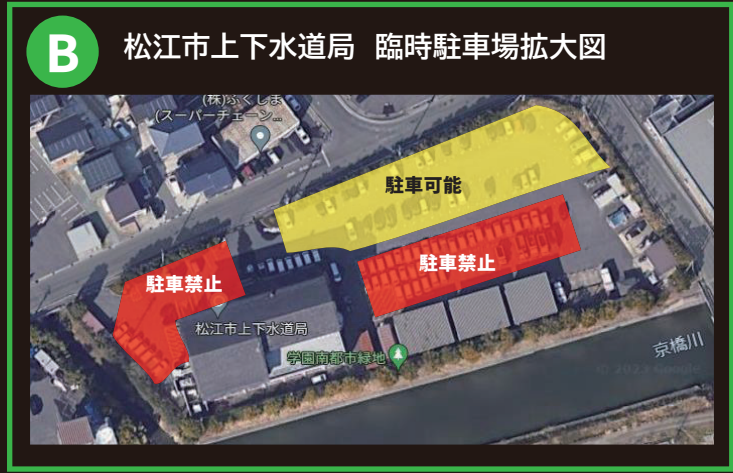 B
松江市上下水道局 臨時駐車場拡大図
(株)ふくしま
(スーパーチェーン...
駐車可能
駐車禁止
駐車禁止
松江市上下水道局
学園南都市緑地
京橋川
© 2023 Google